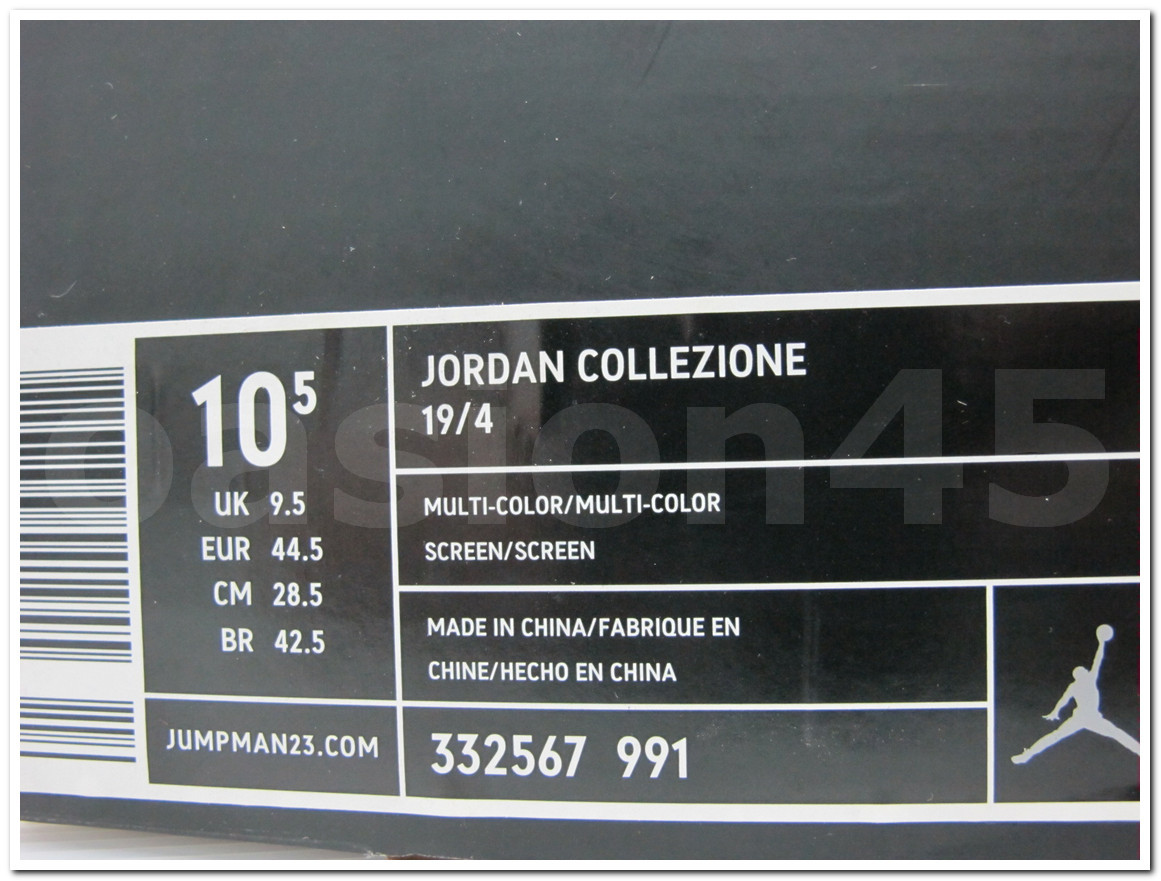 10⁵
UK 9.5
EUR 44.5
CM 28.5
BR 42.5
JUMPMAN23.COM
JORDAN COLLEZIONE
19/4
MULTI-COLOR/MULTI-COLOR
SCREEN/SCREEN
MADE IN CHINA/FABRIQUE EN
CHINE/HECHO EN CHINA
332567 991
oasion45